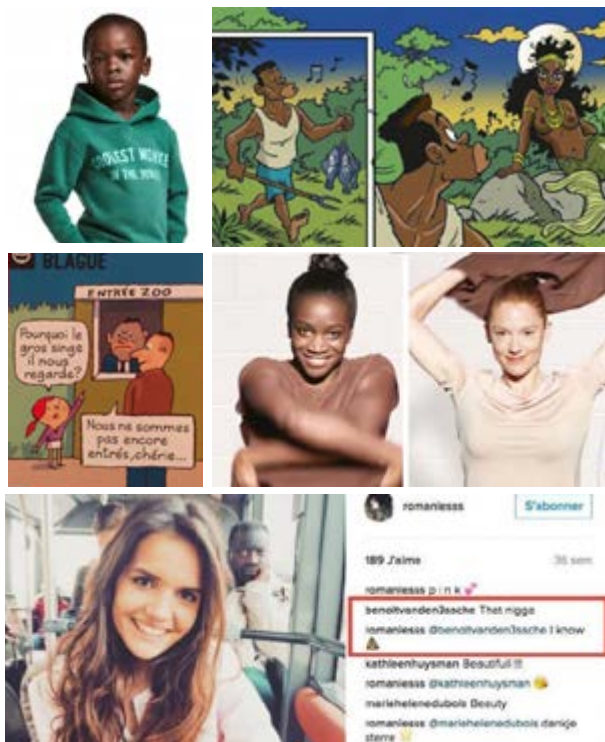 COOLEST MONKEY
IN THE JUNGLE
BLAGUE
ENTRÉE ZOO
Pourquoi le
gros singe
il nous
regarde?
Nous ne sommes
pas encore
entrés, chérie...
romaniesss
S'abonner
189 J'aime
36 sem
romaniesss p i n k 💕
benoitvanden3ssche That nigga
romaniesss @benoitvanden3ssche I know
💩
kathleenhuysman Beautifull !!!
romaniesss @kathleenhuysman 😘
mariehelenedubois Beauty
romaniesss @mariehelenedubois dankje
sterre